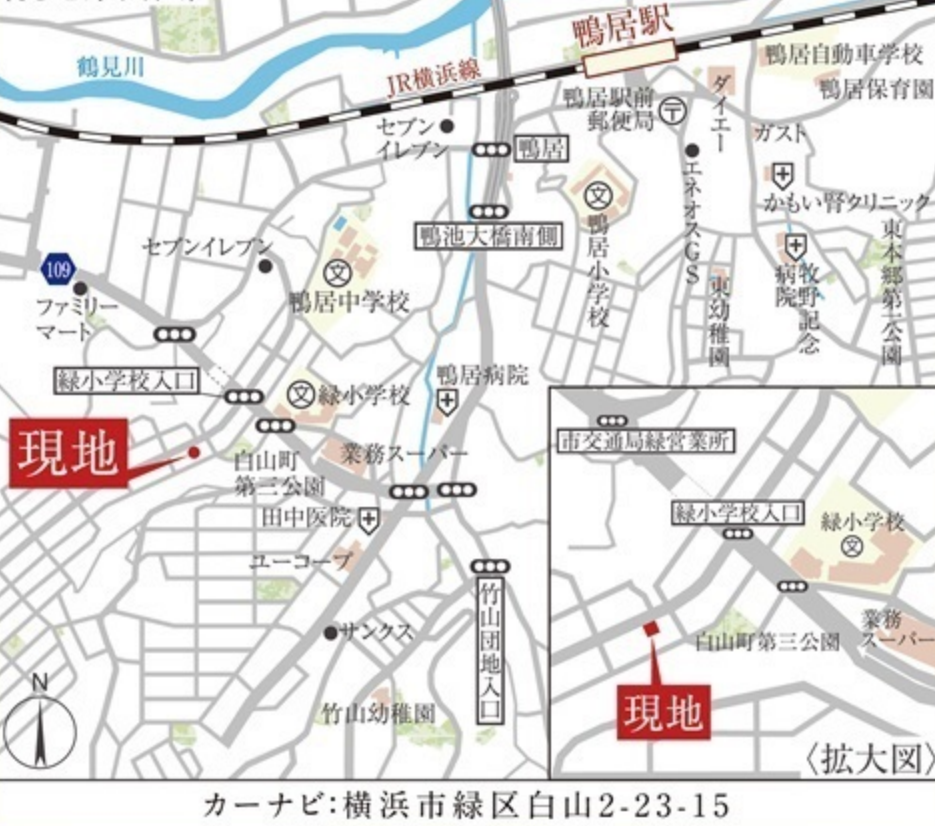 鴨居駅
鶴見川
JR横浜線
鴨居自動車学校
鴨居保育園
ダイエー
鴨居駅前
郵便局
〒
ガスト
セブン
イレブン
鴨居
エネオスGS
かもい腎クリニック
文
鴨居小学校
鴨池大橋南側
東本郷第一公園
牧野記念
病院
東幼稚園
セブンイレブン
109
ファミリー
マート
文
鴨居中学校
緑小学校入口
文
緑小学校
鴨居病院
現地
白山町
第三公園
業務スーパー
田中医院
ユーコープ
サンクス
竹山団地入口
竹山幼稚園
N
市交通局緑営業所
緑小学校入口
緑小学校
文
白山町第三公園
業務
スーパー
現地
〈拡大図〉
カーナビ:横浜市緑区白山2-23-15